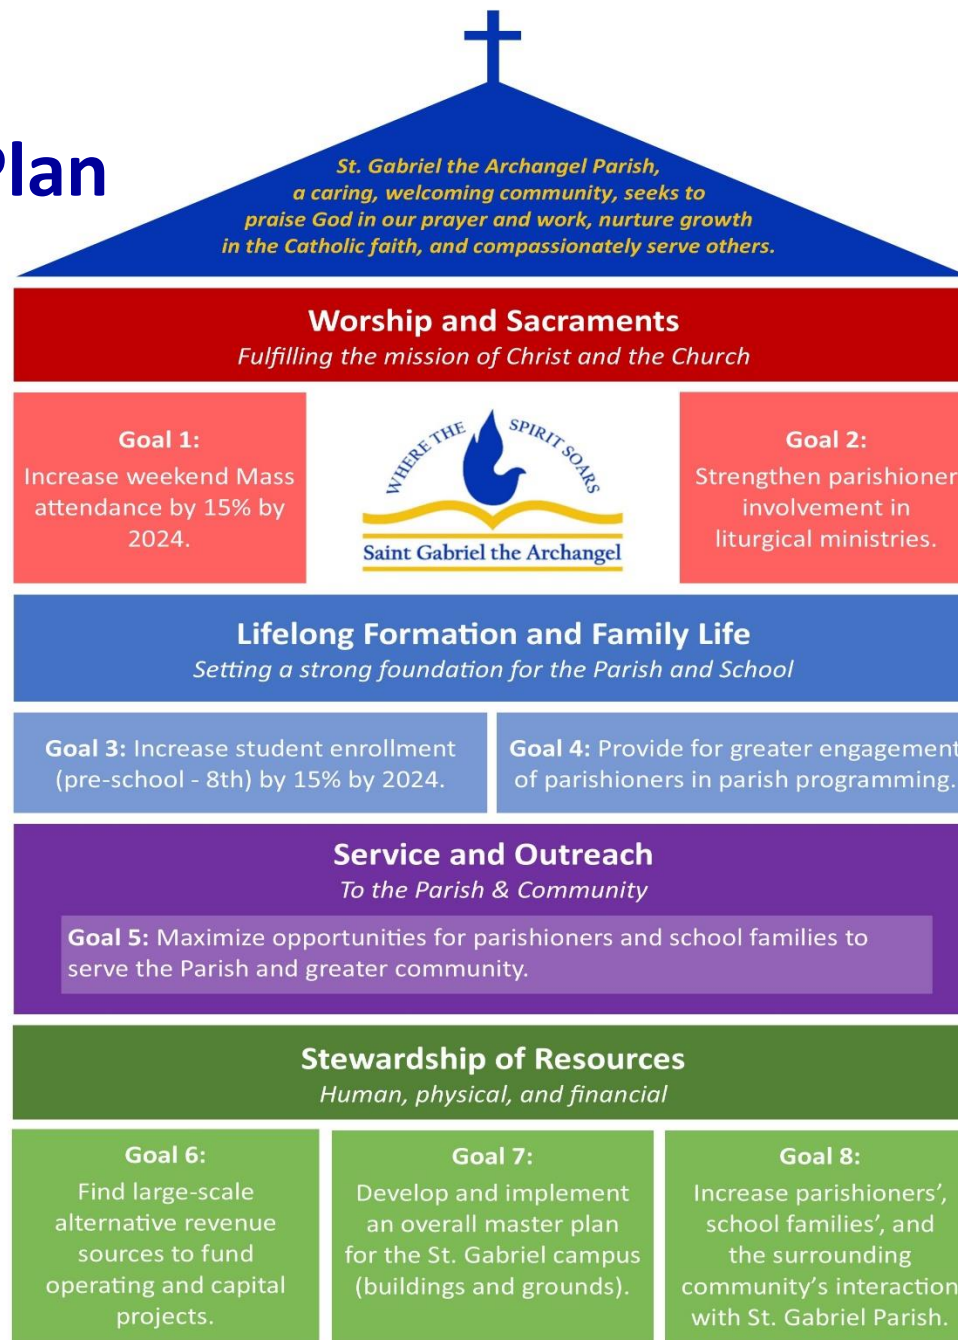 Plan
St. Gabriel the Archangel Parish,
a caring, welcoming community, seeks to
praise God in our prayer and work, nurture growth
in the Catholic faith, and compassionately serve others.
Worship and Sacraments
Fulfilling the mission of Christ and the Church
Goal 1:
Increase weekend Mass
attendance by 15% by
2024.
WHERE THE SPIRIT SOARS
Saint Gabriel the Archangel
Goal 2:
Strengthen parishioner
involvement in
liturgical ministries.
Lifelong Formation and Family Life
Setting a strong foundation for the Parish and School
Goal 3: Increase student enrollment
(pre-school - 8th) by 15% by 2024.
Goal 4: Provide for greater engagement
of parishioners in parish programming.
Service and Outreach
To the Parish & Community
Goal 5: Maximize opportunities for parishioners and school families to
serve the Parish and greater community.
Stewardship of Resources
Human, physical, and financial
Goal 6:
Find large-scale
alternative revenue
sources to fund
operating and capital
projects.
Goal 7:
Develop and implement
an overall master plan
for the St. Gabriel campus
(buildings and grounds).
Goal 8:
Increase parishioners’,
school families’, and
the surrounding
community’s interaction
with St. Gabriel Parish.